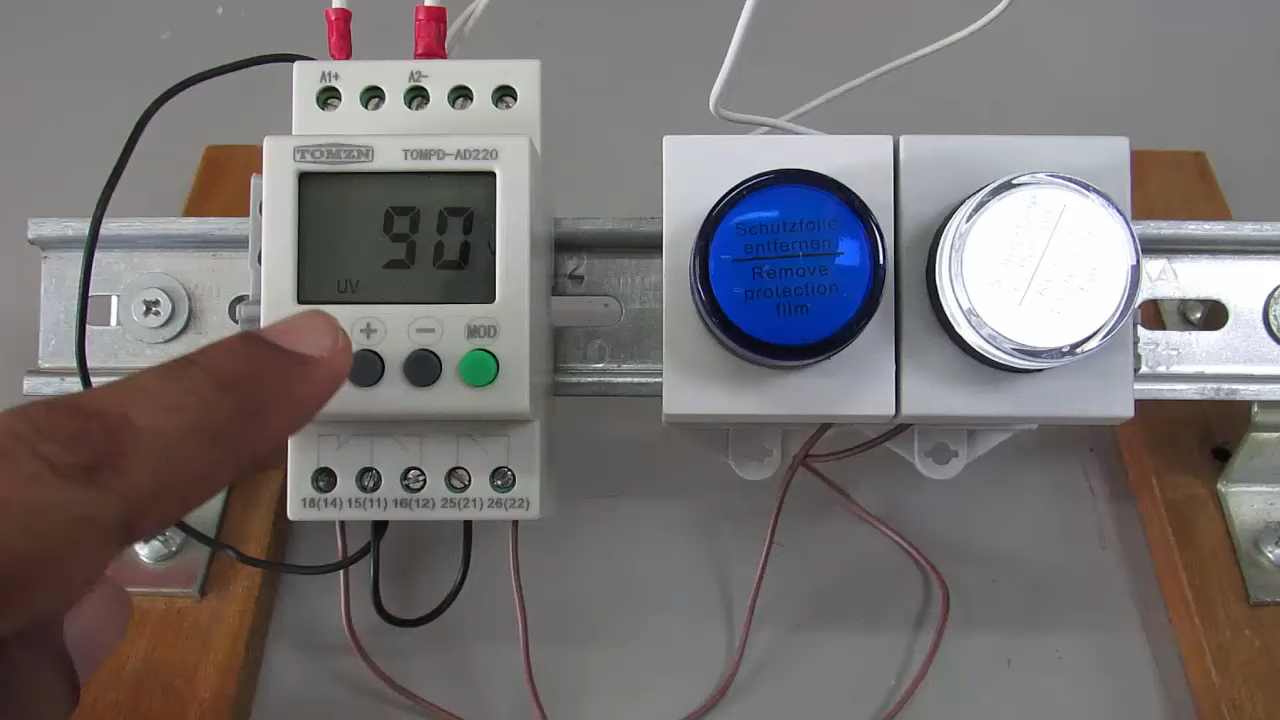 A1+ A2-
TOMZN TOMPD-AD220
90
UV
+ - MOD
18(14) 15(11) 16(12) 25(21) 26(22)
Schutzfolie
entfernen
Remove
protection
film